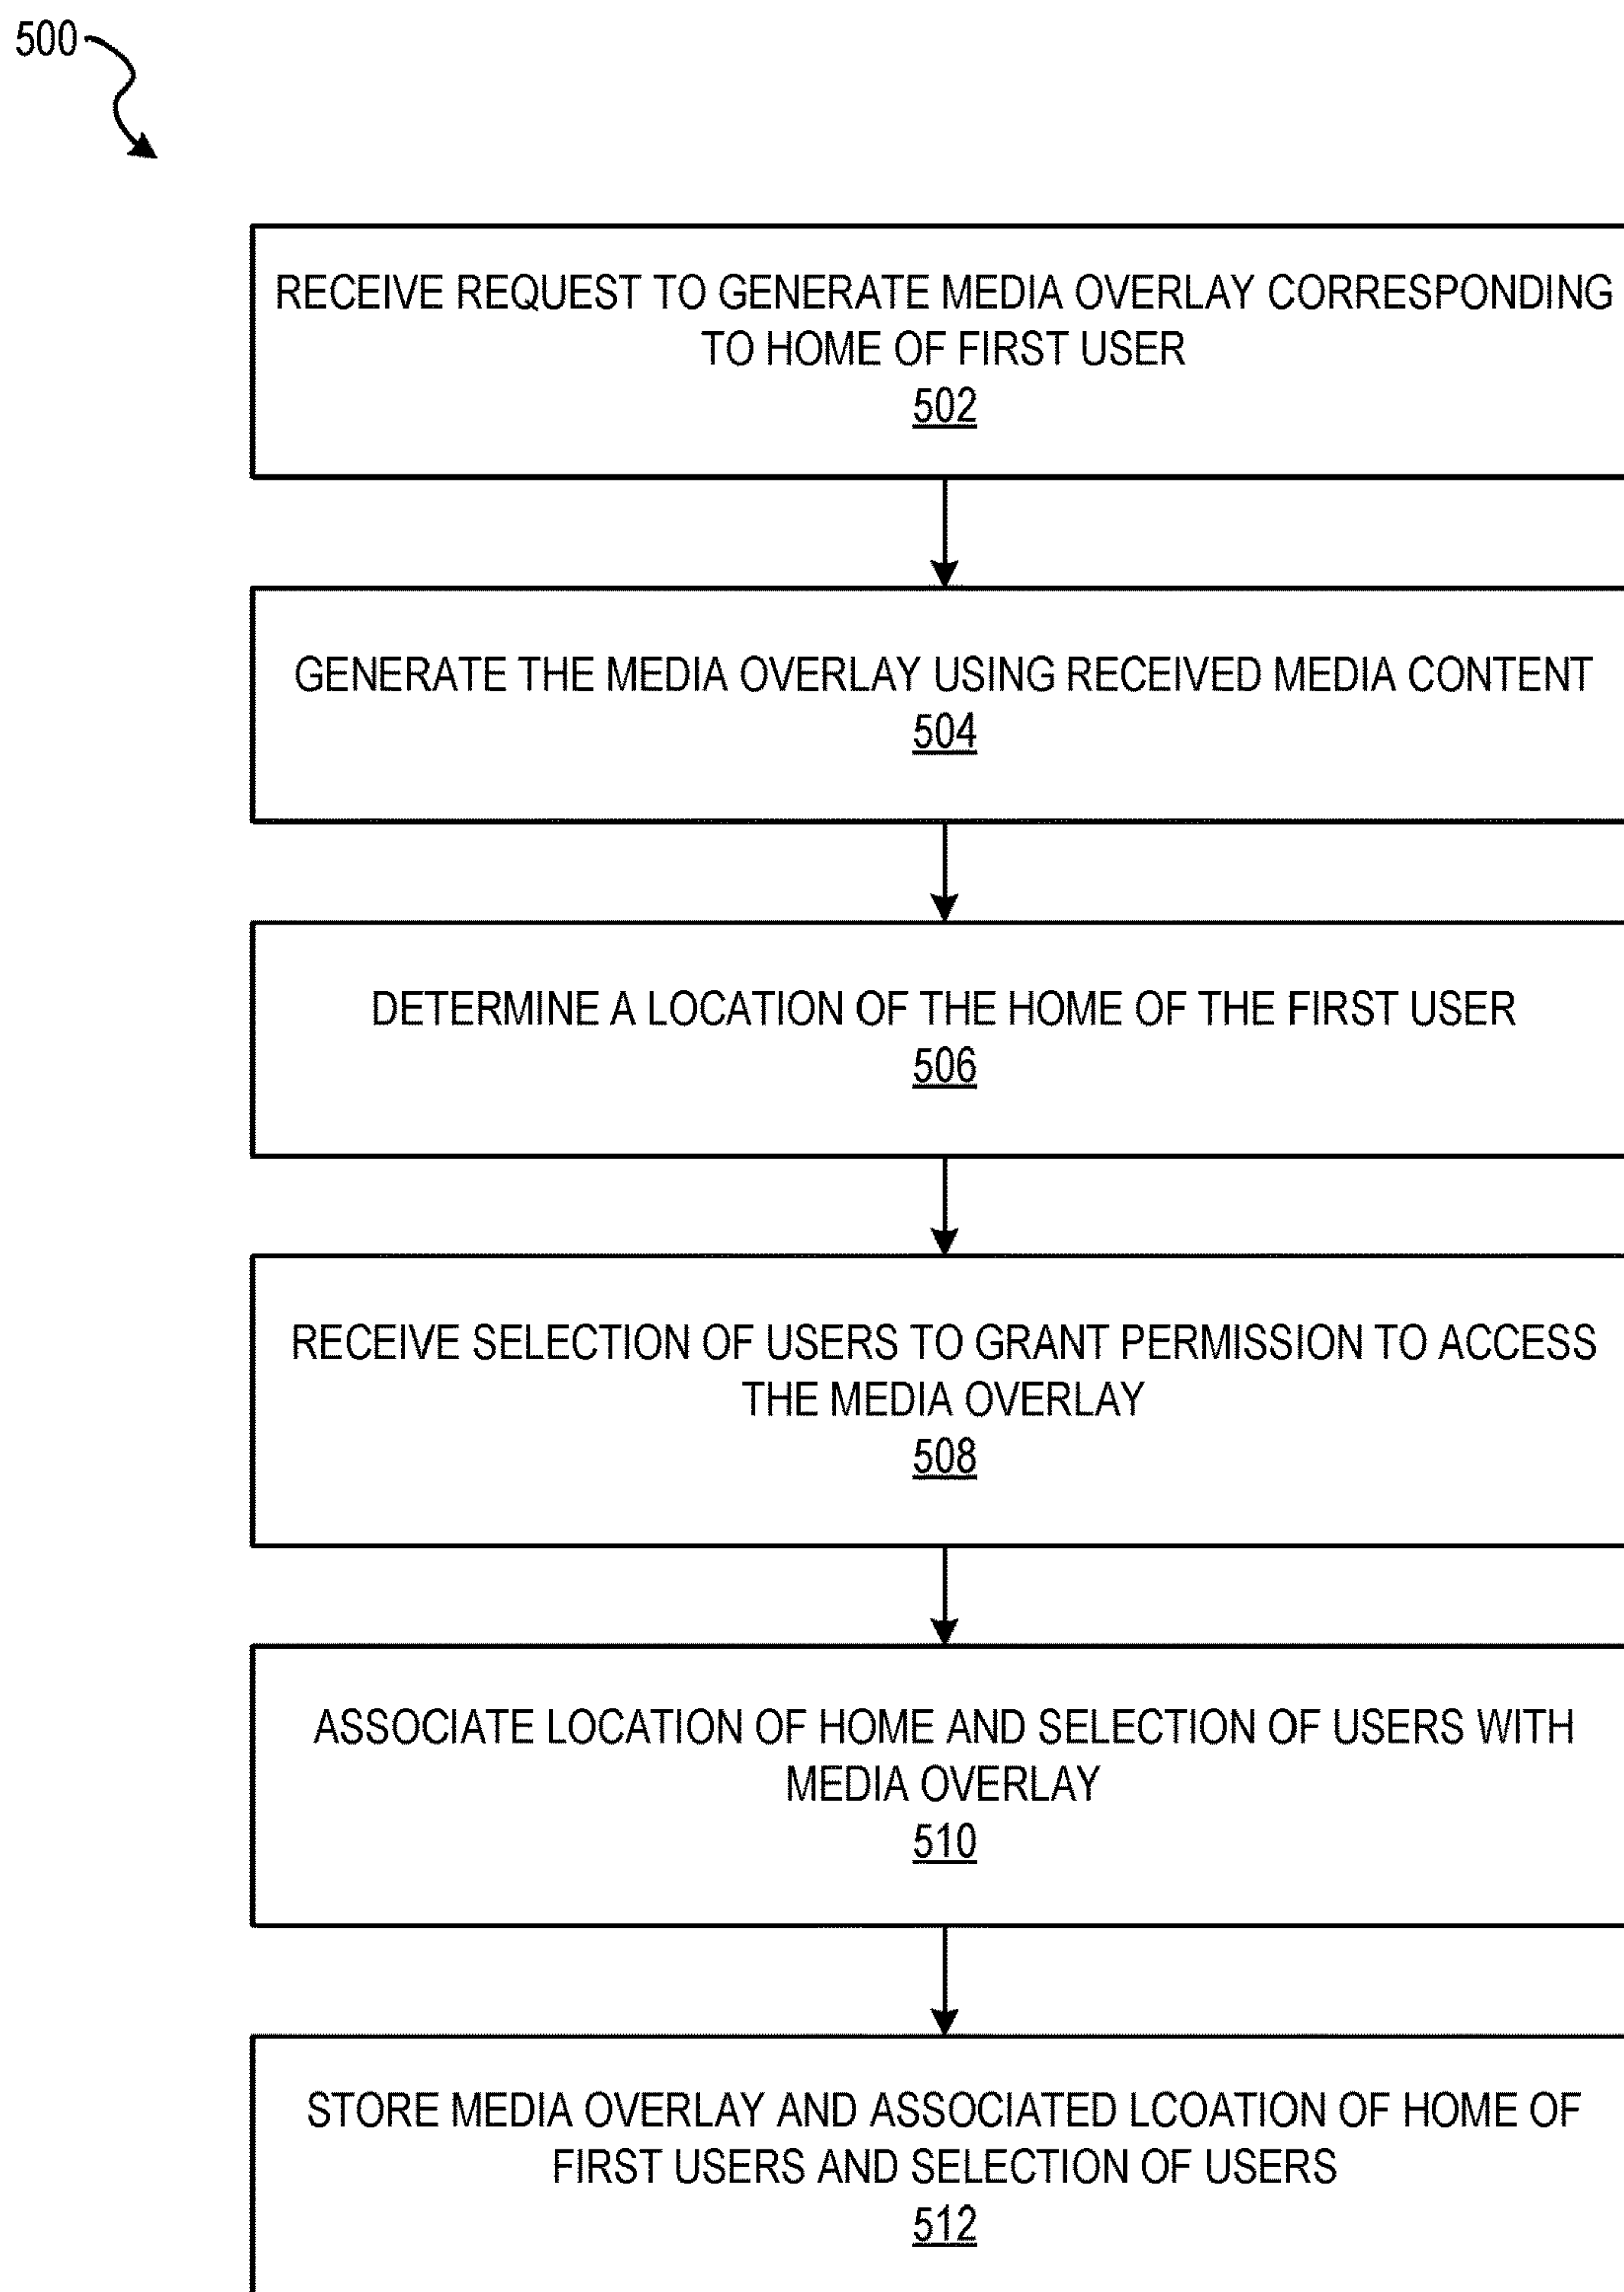 500
RECEIVE REQUEST TO GENERATE MEDIA OVERLAY CORRESPONDING
TO HOME OF FIRST USER
502
GENERATE THE MEDIA OVERLAY USING RECEIVED MEDIA CONTENT
504
DETERMINE A LOCATION OF THE HOME OF THE FIRST USER
506
RECEIVE SELECTION OF USERS TO GRANT PERMISSION TO ACCESS
THE MEDIA OVERLAY
508
ASSOCIATE LOCATION OF HOME AND SELECTION OF USERS WITH
MEDIA OVERLAY
510
STORE MEDIA OVERLAY AND ASSOCIATED LCOATION OF HOME OF
FIRST USERS AND SELECTION OF USERS
512